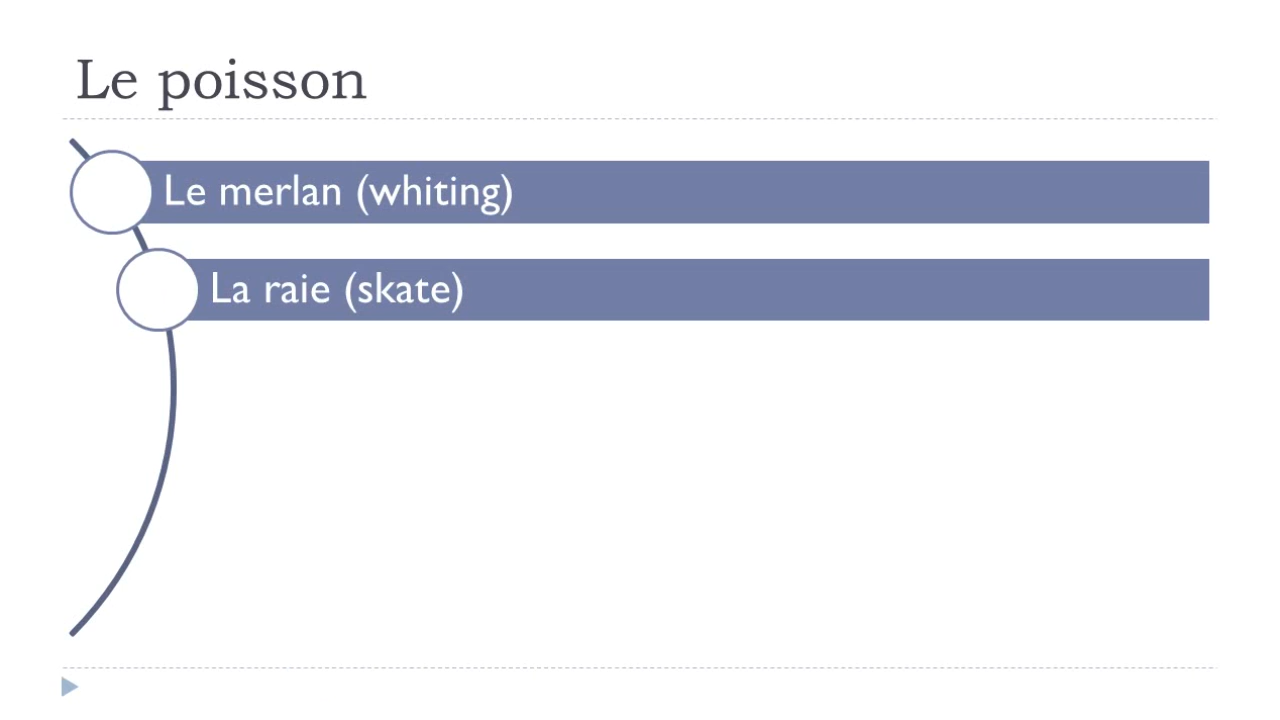 Le poisson
Le merlan (whiting)
La raie (skate)